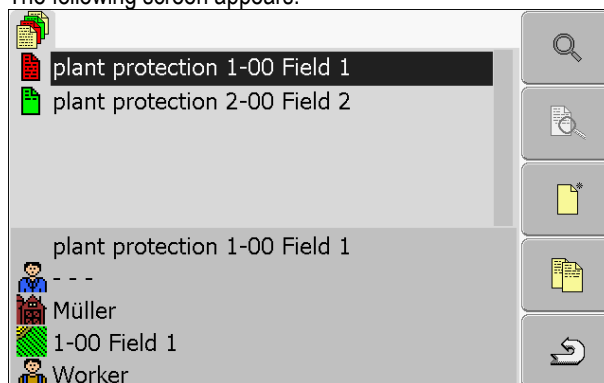 The following screen appears:
plant protection 1-00 Field 1
plant protection 2-00 Field 2
plant protection 1-00 Field 1
- - -
Müller
1-00 Field 1
Worker